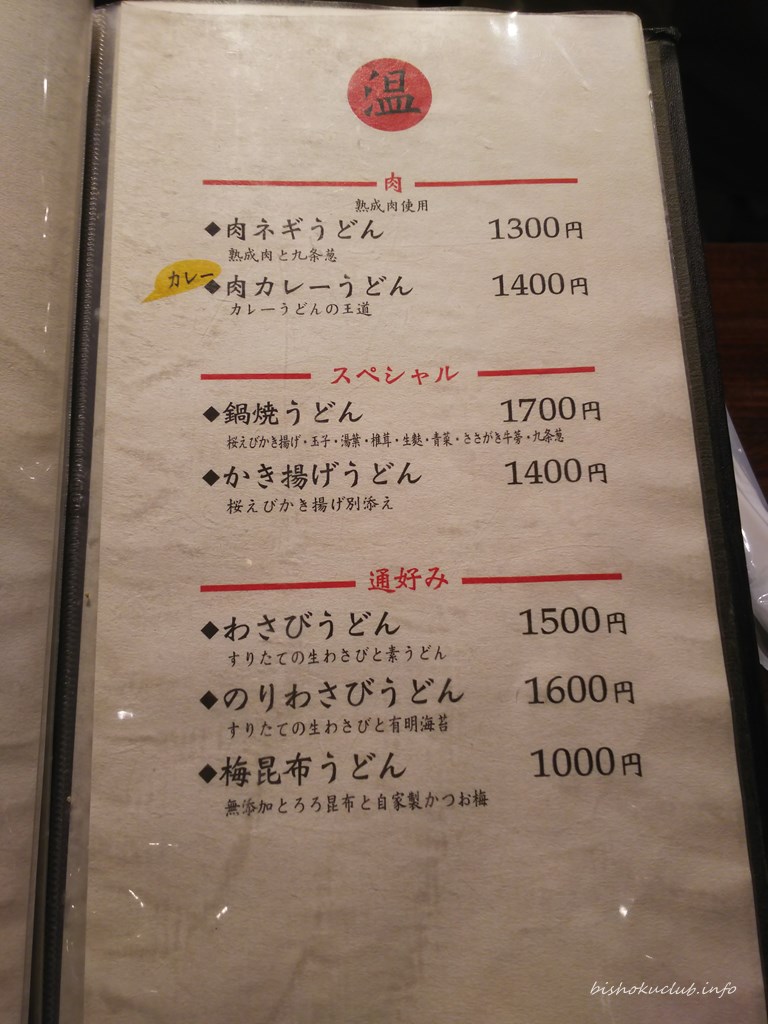 温
肉
熟成肉使用
◆肉ネギうどん 1300円
熟成肉と九条葱
カレー
◆肉カレーうどん 1400円
カレーうどんの王道
スペシャル
◆鍋焼うどん 1700円
桜えびかき揚げ・玉子・湯葉・椎茸・生麩・青菜・ささがき牛蒡・九条葱
◆かき揚げうどん 1400円
桜えびかき揚げ別添え
通好み
◆わさびうどん 1500円
すりたての生わさびと素うどん
◆のりわさびうどん 1600円
すりたての生わさびと有明海苔
◆梅昆布うどん 1000円
無添加とろろ昆布と自家製かつお梅
bishokuclub.info